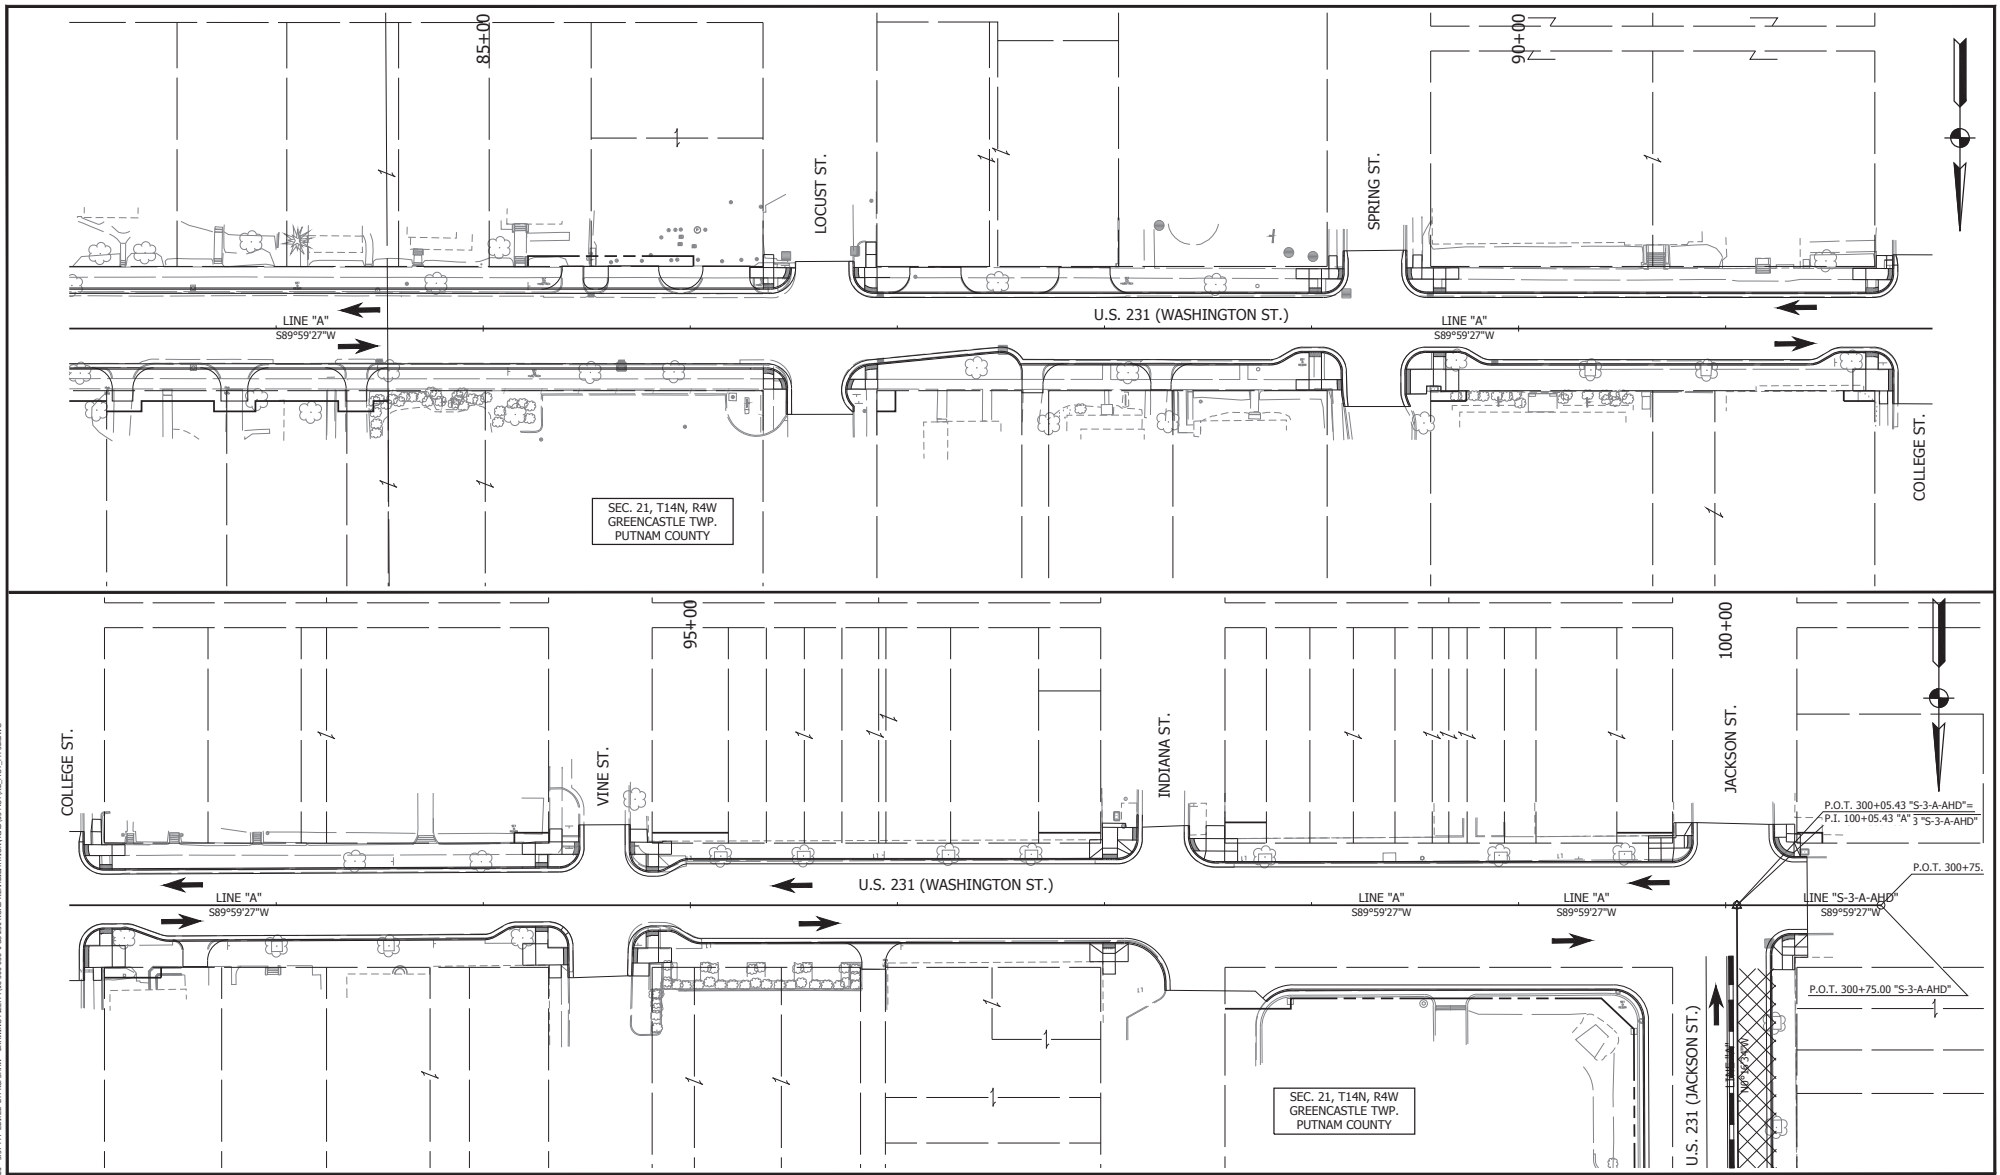 85+00
90+00
LOCUST ST.
SPRING ST.
U.S. 231 (WASHINGTON ST.)
LINE "A"
S89°59'27"W
LINE "A"
S89°59'27"W
COLLEGE ST.
SEC. 21, T14N, R4W
GREENCASTLE TWP.
PUTNAM COUNTY
95+00
100+00
COLLEGE ST.
VINE ST.
INDIANA ST.
JACKSON ST.
P.O.T. 300+05.43 "S-3-A-AHD"=
P.I. 100+05.43 "A" 3 "S-3-A-AHD"
P.O.T. 300+75.
U.S. 231 (WASHINGTON ST.)
LINE "A"
S89°59'27"W
LINE "A"
S89°59'27"W
LINE "A"
S89°59'27"W
LINE "S-3-A-AHD"
S89°59'27"W
P.O.T. 300+75.00 "S-3-A-AHD"
U.S. 231 (JACKSON ST.)
LINE "A"
SEC. 21, T14N, R4W
GREENCASTLE TWP.
PUTNAM COUNTY